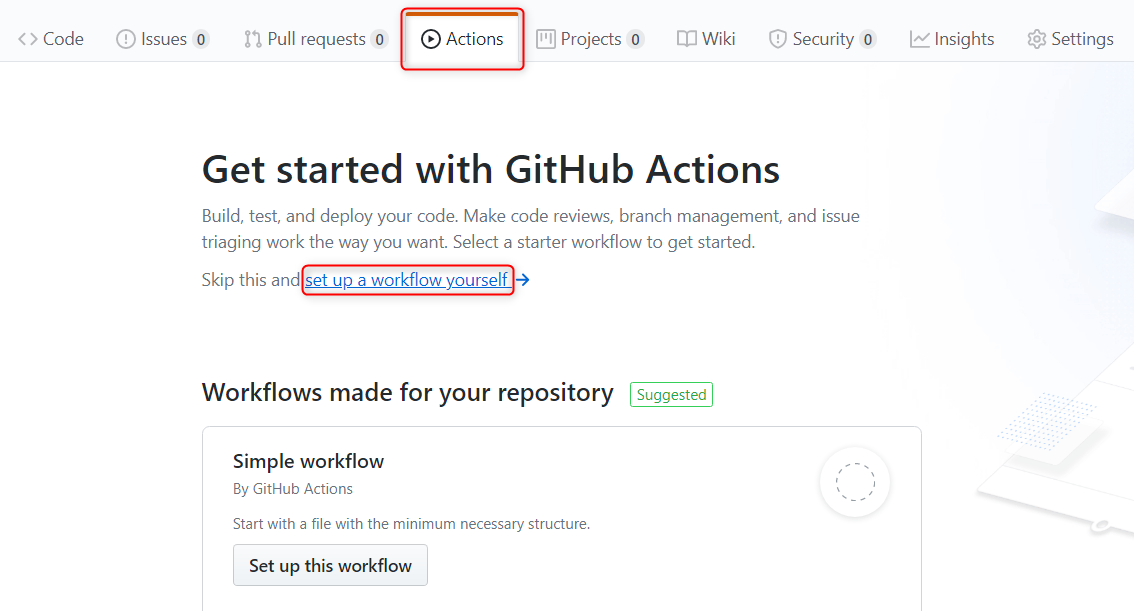 Code Issues 0 Pull requests 0 Actions Projects 0 Wiki Security 0 Insights Settings
Get started with GitHub Actions
Build, test, and deploy your code. Make code reviews, branch management, and issue
triaging work the way you want. Select a starter workflow to get started.
Skip this and set up a workflow yourself
Workflows made for your repository Suggested
Simple workflow
By GitHub Actions
Start with a file with the minimum necessary structure.
Set up this workflow